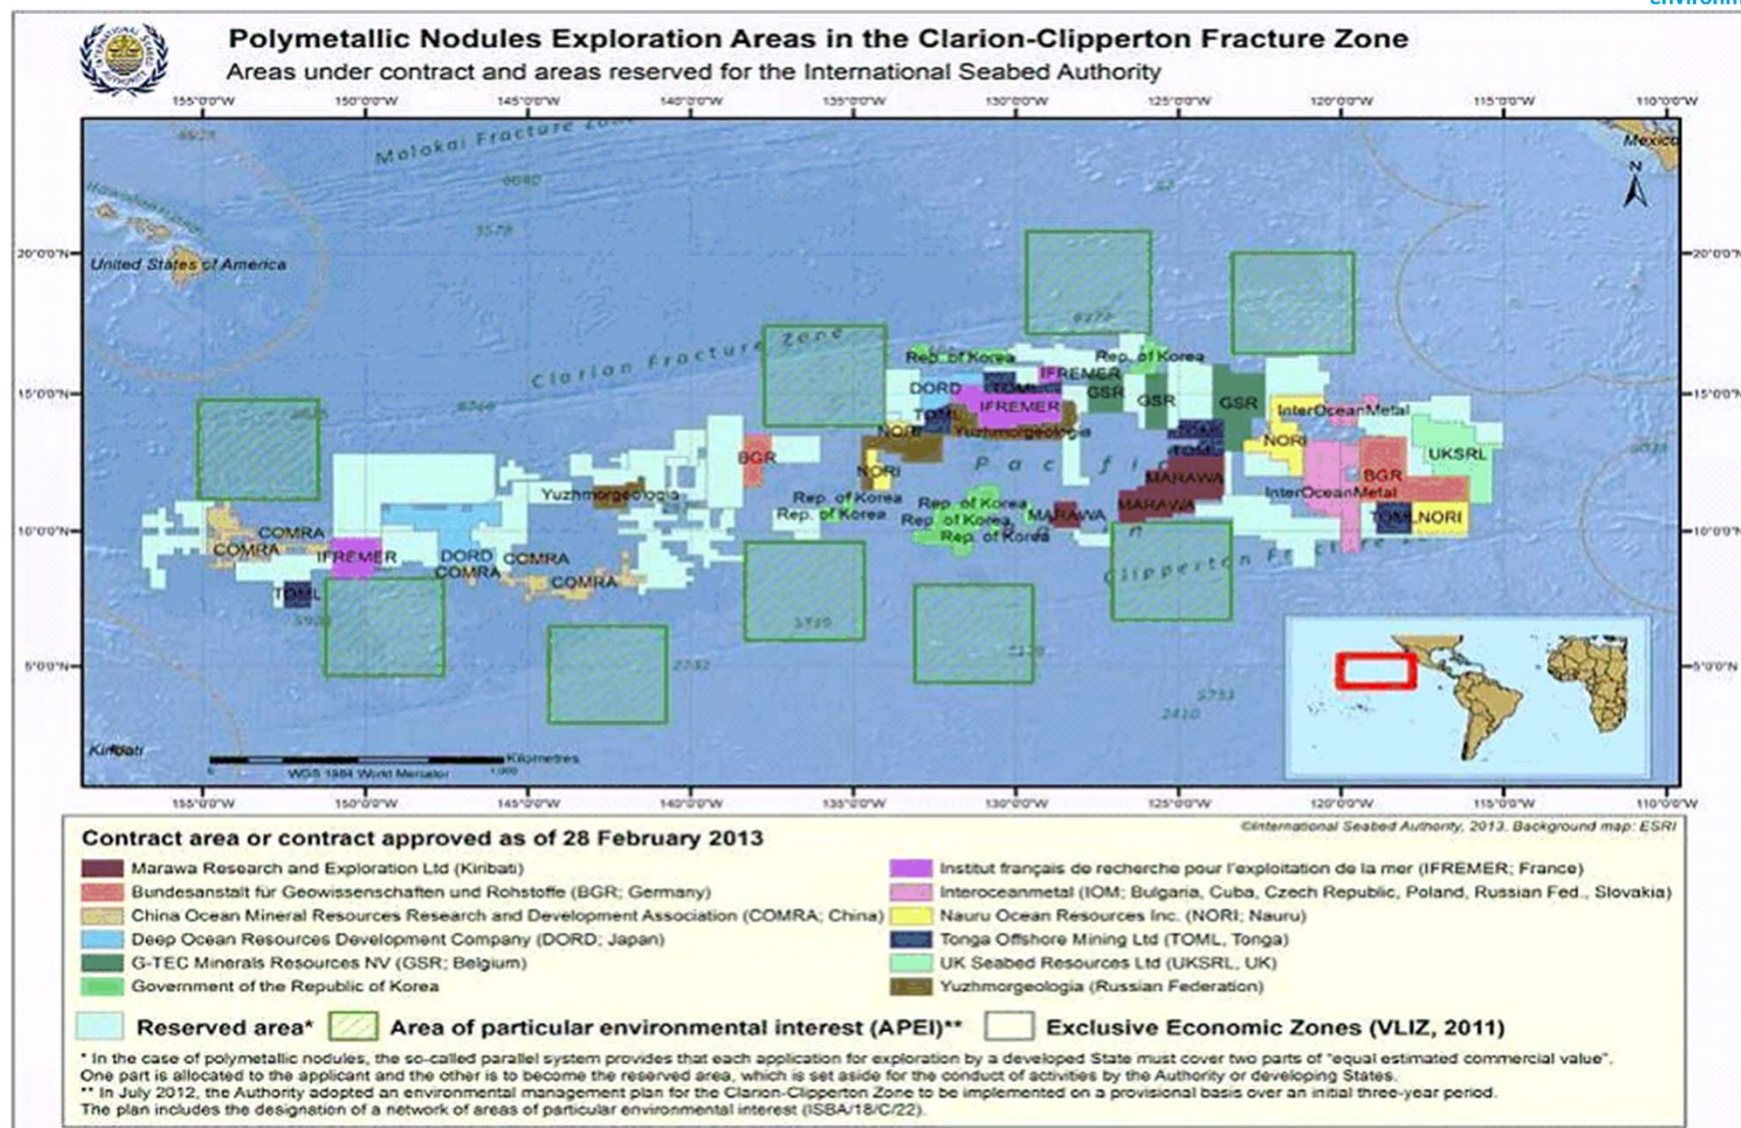 Polymetallic Nodules Exploration Areas in the Clarion-Clipperton Fracture Zone
Areas under contract and areas reserved for the International Seabed Authority
155°0'0"W 150°0'0"W 145°0'0"W 140°0'0"W 135°0'0"W 130°0'0"W 125°0'0"W 120°0'0"W 115°0'0"W 110°0'0"W
Molokai Fracture Zone
Mexico
N
Hawaiian
20°0'0"N
United States of America
20°0'0"N
Clarion Fracture Zone
Rep. of Korea
Rep. of Korea
IFREMER
15°0'0"N
DORD
TOML
GSR
GSR
GSR
15°0'0"N
IFREMER
TOML
InterOceanMetal
NORI
Yuzhmorgeologia
TOML
NORI
TOML
UKSRL
BGR
Pacific
NORI
MARAWA
BGR
Yuzhmorgeologia
Rep. of Korea
Rep. of Korea
MARAWA
InterOceanMetal
Rep. of Korea
Rep. of Korea
MARAWA
TOML
NORI
10°0'0"N
COMRA
Rep. of Korea
10°0'0"N
COMRA
IFREMER
DORD
COMRA
Clipperton Fracture
COMRA
COMRA
TOML
5°0'0"N
5°0'0"N
Kiribati
Kilometres
0 WGS 1984 World Mercator 1,000
155°0'0"W 150°0'0"W 145°0'0"W 140°0'0"W 135°0'0"W 130°0'0"W 125°0'0"W 120°0'0"W 115°0'0"W 110°0'0"W
©International Seabed Authority, 2013. Background map: ESRI
Contract area or contract approved as of 28 February 2013
Marawa Research and Exploration Ltd (Kiribati)
Bundesanstalt für Geowissenschaften und Rohstoffe (BGR; Germany)
China Ocean Mineral Resources Research and Development Association (COMRA; China)
Deep Ocean Resources Development Company (DORD; Japan)
G-TEC Minerals Resources NV (GSR; Belgium)
Government of the Republic of Korea
Institut français de recherche pour l'exploitation de la mer (IFREMER; France)
Interoceanmetal (IOM; Bulgaria, Cuba, Czech Republic, Poland, Russian Fed., Slovakia)
Nauru Ocean Resources Inc. (NORI; Nauru)
Tonga Offshore Mining Ltd (TOML, Tonga)
UK Seabed Resources Ltd (UKSRL, UK)
Yuzhmorgeologia (Russian Federation)
Reserved area* Area of particular environmental interest (APEI)** Exclusive Economic Zones (VLIZ, 2011)
* In the case of polymetallic nodules, the so-called parallel system provides that each application for exploration by a developed State must cover two parts of "equal estimated commercial value".
One part is allocated to the applicant and the other is to become the reserved area, which is set aside for the conduct of activities by the Authority or developing States.
** In July 2012, the Authority adopted an environmental management plan for the Clarion-Clipperton Zone to be implemented on a provisional basis over an initial three-year period.
The plan includes the designation of a network of areas of particular environmental interest (ISBA/18/C/22).